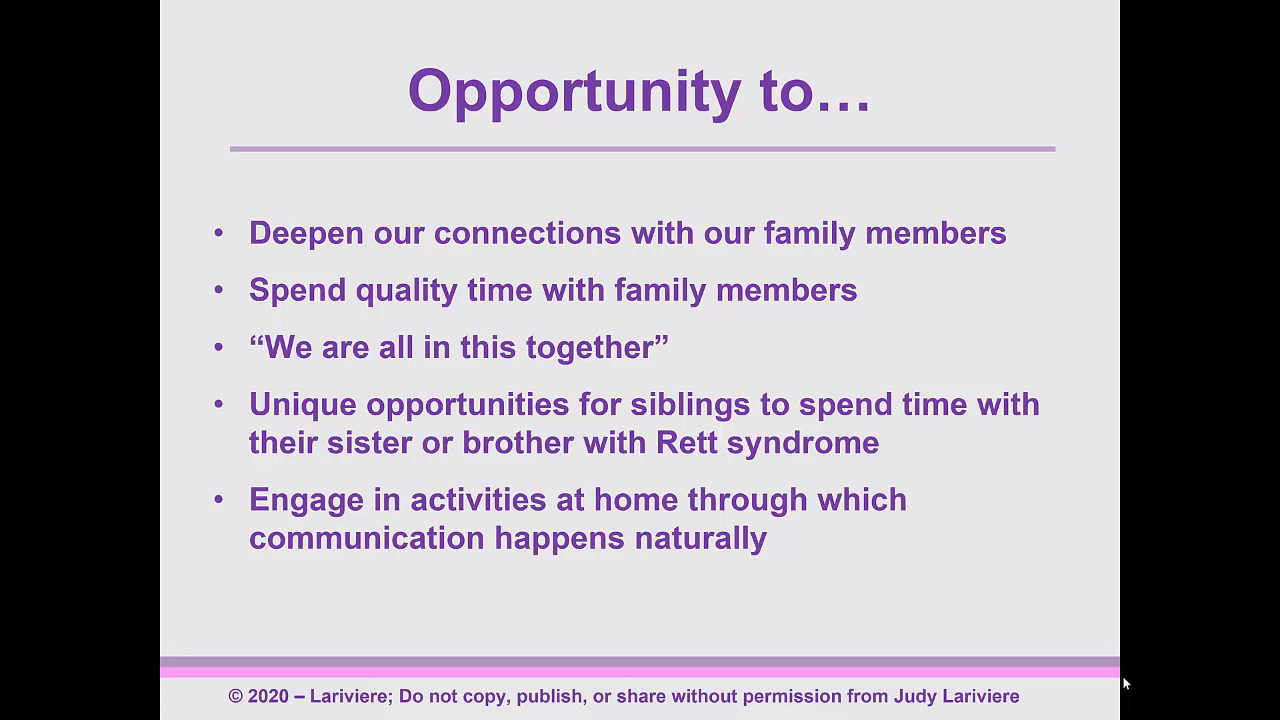 Opportunity to…
• Deepen our connections with our family members
• Spend quality time with family members
• “We are all in this together”
• Unique opportunities for siblings to spend time with
their sister or brother with Rett syndrome
• Engage in activities at home through which
communication happens naturally
© 2020 – Lariviere; Do not copy, publish, or share without permission from Judy Lariviere